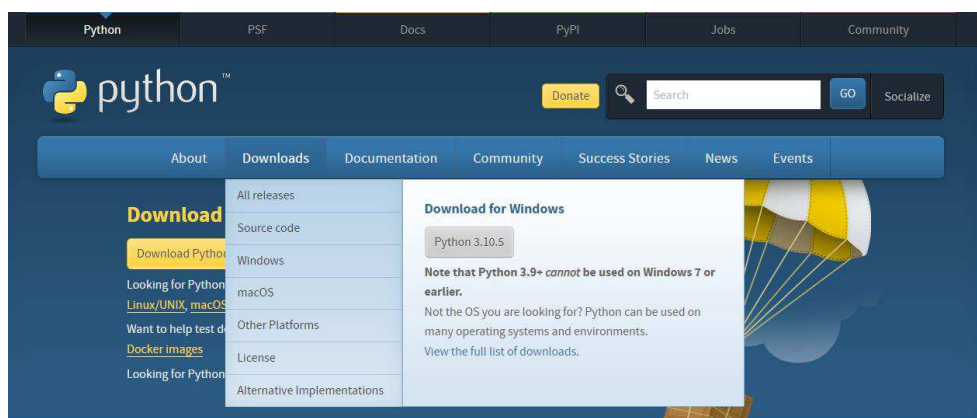 Python PSF Docs PyPI Jobs Community
python™
Donate Search GO Socialize
About Downloads Documentation Community Success Stories News Events
Download
Download Pytho
Looking for Python
Linux/UNIX, macOS
Want to help test d
Docker images
Looking for Python
All releases
Source code
Windows
macOS
Other Platforms
License
Alternative Implementations
Download for Windows
Python 3.10.5
Note that Python 3.9+ cannot be used on Windows 7 or
earlier.
Not the OS you are looking for? Python can be used on
many operating systems and environments.
View the full list of downloads.